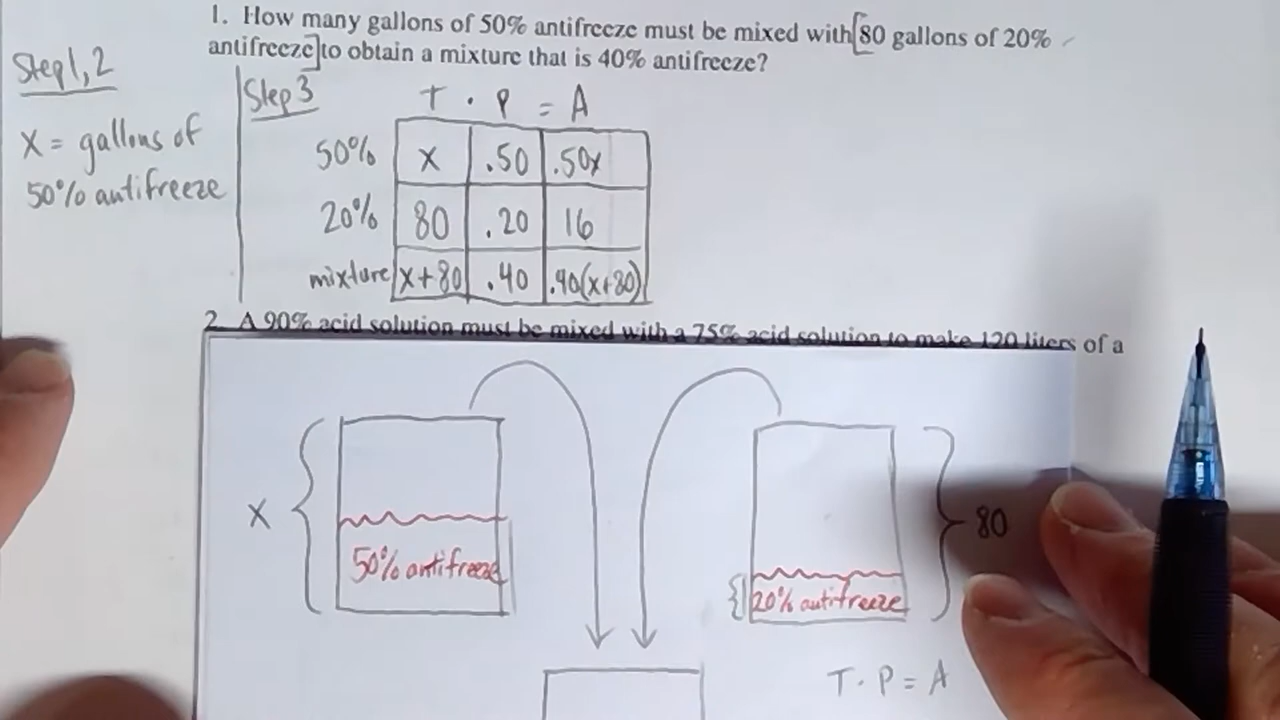 1. How many gallons of 50% antifreeze must be mixed with [80 gallons of 20%
antifreeze] to obtain a mixture that is 40% antifreeze?
Step 1, 2
X = gallons of
50% antifreeze
Step 3
T · P = A
50% x .50 .50x
20% 80 .20 16
mixture x+80 .40 .40(x+80)
2. A 90% acid solution must be mixed with a 75% acid solution to make 120 liters of a
X
50% antifreeze
20% antifreeze
80
T · P = A